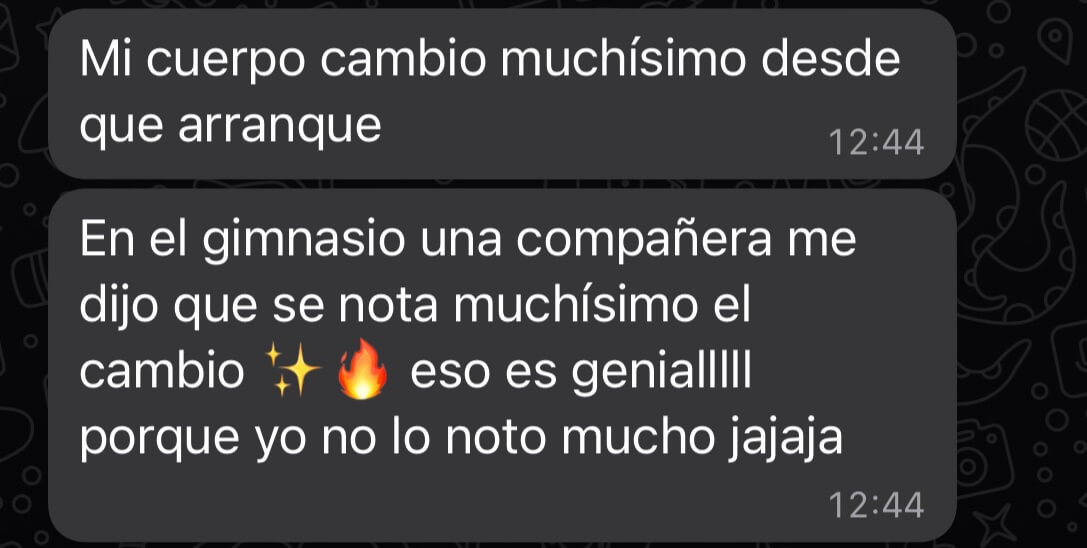 Mi cuerpo cambio muchísimo desde
que arranque
12:44
En el gimnasio una compañera me
dijo que se nota muchísimo el
cambio ✨🔥 eso es geniallllll
porque yo no lo noto mucho jajaja
12:44